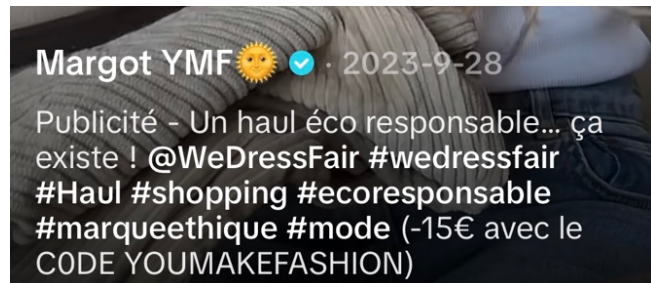 Margot YMF🌞 · 2023-9-28
Publicité - Un haul éco responsable... ça
existe ! @WeDressFair #wedressfair
#Haul #shopping #ecoresponsable
#marqueethique #mode (-15€ avec le
C0DE YOUMAKEFASHION)